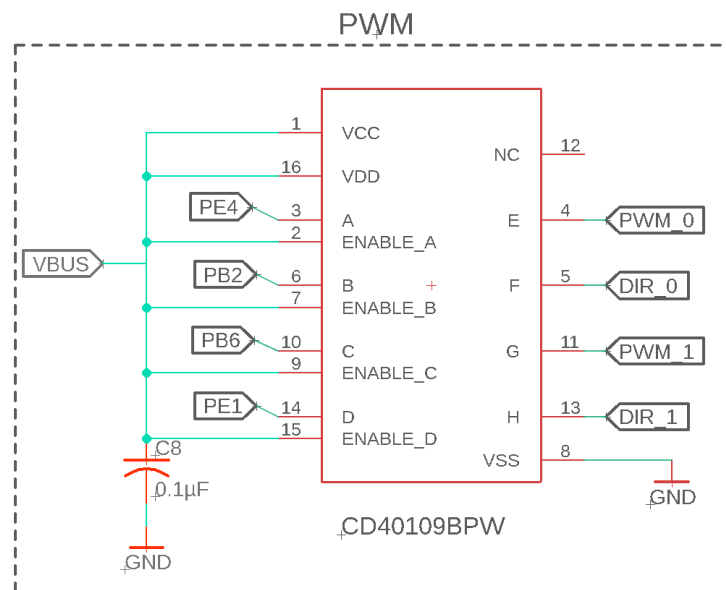 PWM
1 VCC
NC 12
16 VDD
PE4 3 A E 4 PWM_0
2 ENABLE_A
VBUS
PB2 6 B F 5 DIR_0
7 ENABLE_B
PB6 10 C G 11 PWM_1
9 ENABLE_C
PE1 14 D H 13 DIR_1
15 ENABLE_D
C8
VSS 8
0.1µF
GND
CD40109BPW
GND